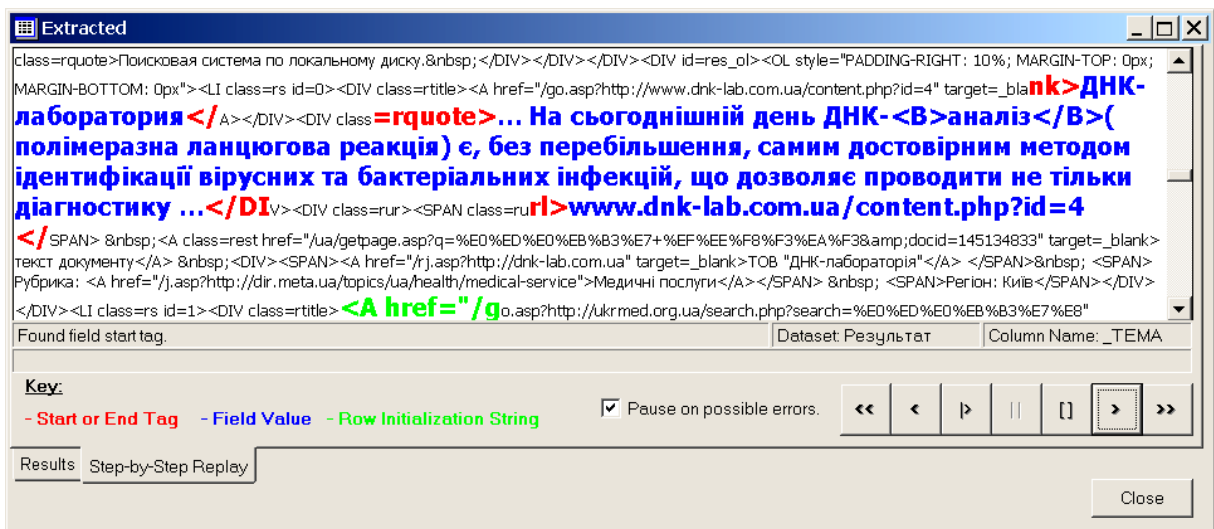 Extracted
class=rquote>Поисковая система по локальному диску.&nbsp;</DIV></DIV></DIV><DIV id=res_ol><OL style="PADDING-RIGHT: 10%; MARGIN-TOP: 0px;
MARGIN-BOTTOM: 0px"><LI class=rs id=0><DIV class=rtitle><A href="/go.asp?http://www.dnk-lab.com.ua/content.php?id=4" target=_blank>ДНК-
лаборатория</A></DIV><DIV class=rquote>... На сьогоднішній день ДНК-<B>аналіз</B>(
полімеразна ланцюгова реакція) є, без перебільшення, самим достовірним методом
ідентифікації вірусних та бактеріальних інфекцій, що дозволяє проводити не тільки
діагностику ...</DIV><DIV class=rur><SPAN class=rurl>www.dnk-lab.com.ua/content.php?id=4
</SPAN> &nbsp;<A class=rest href="/ua/getpage.asp?q=%E0%ED%E0%EB%B3%E7+%EF%EE%F8%F3%EA%F3&amp;docid=145134833" target=_blank>
текст документу</A> &nbsp;<DIV><SPAN><A href="/rj.asp?http://dnk-lab.com.ua" target=_blank>ТОВ "ДНК-лабораторія"</A> </SPAN>&nbsp; <SPAN>
Рубрика: <A href="/j.asp?http://dir.meta.ua/topics/ua/health/medical-service">Медичні послуги</A></SPAN> &nbsp; <SPAN>Регіон: Київ</SPAN></DIV>
</DIV><LI class=rs id=1><DIV class=rtitle><A href="/go.asp?http://ukrmed.org.ua/search.php?search=%E0%ED%E0%EB%B3%E7%E8"
Found field start tag. Dataset: Результат Column Name: _ТЕМА
Key:
- Start or End Tag - Field Value - Row Initialization String Pause on possible errors. << < |> || [] > >>
Results Step-by-Step Replay
Close